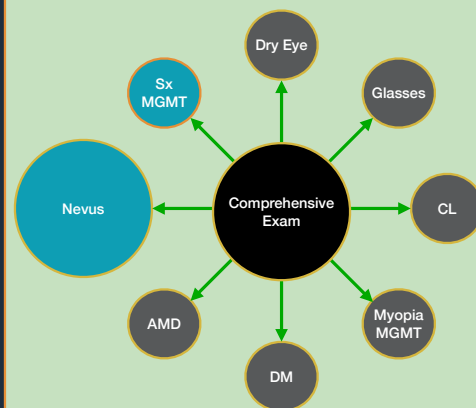 Dry Eye
Sx
MGMT
Glasses
Nevus
Comprehensive
Exam
CL
AMD
Myopia
MGMT
DM